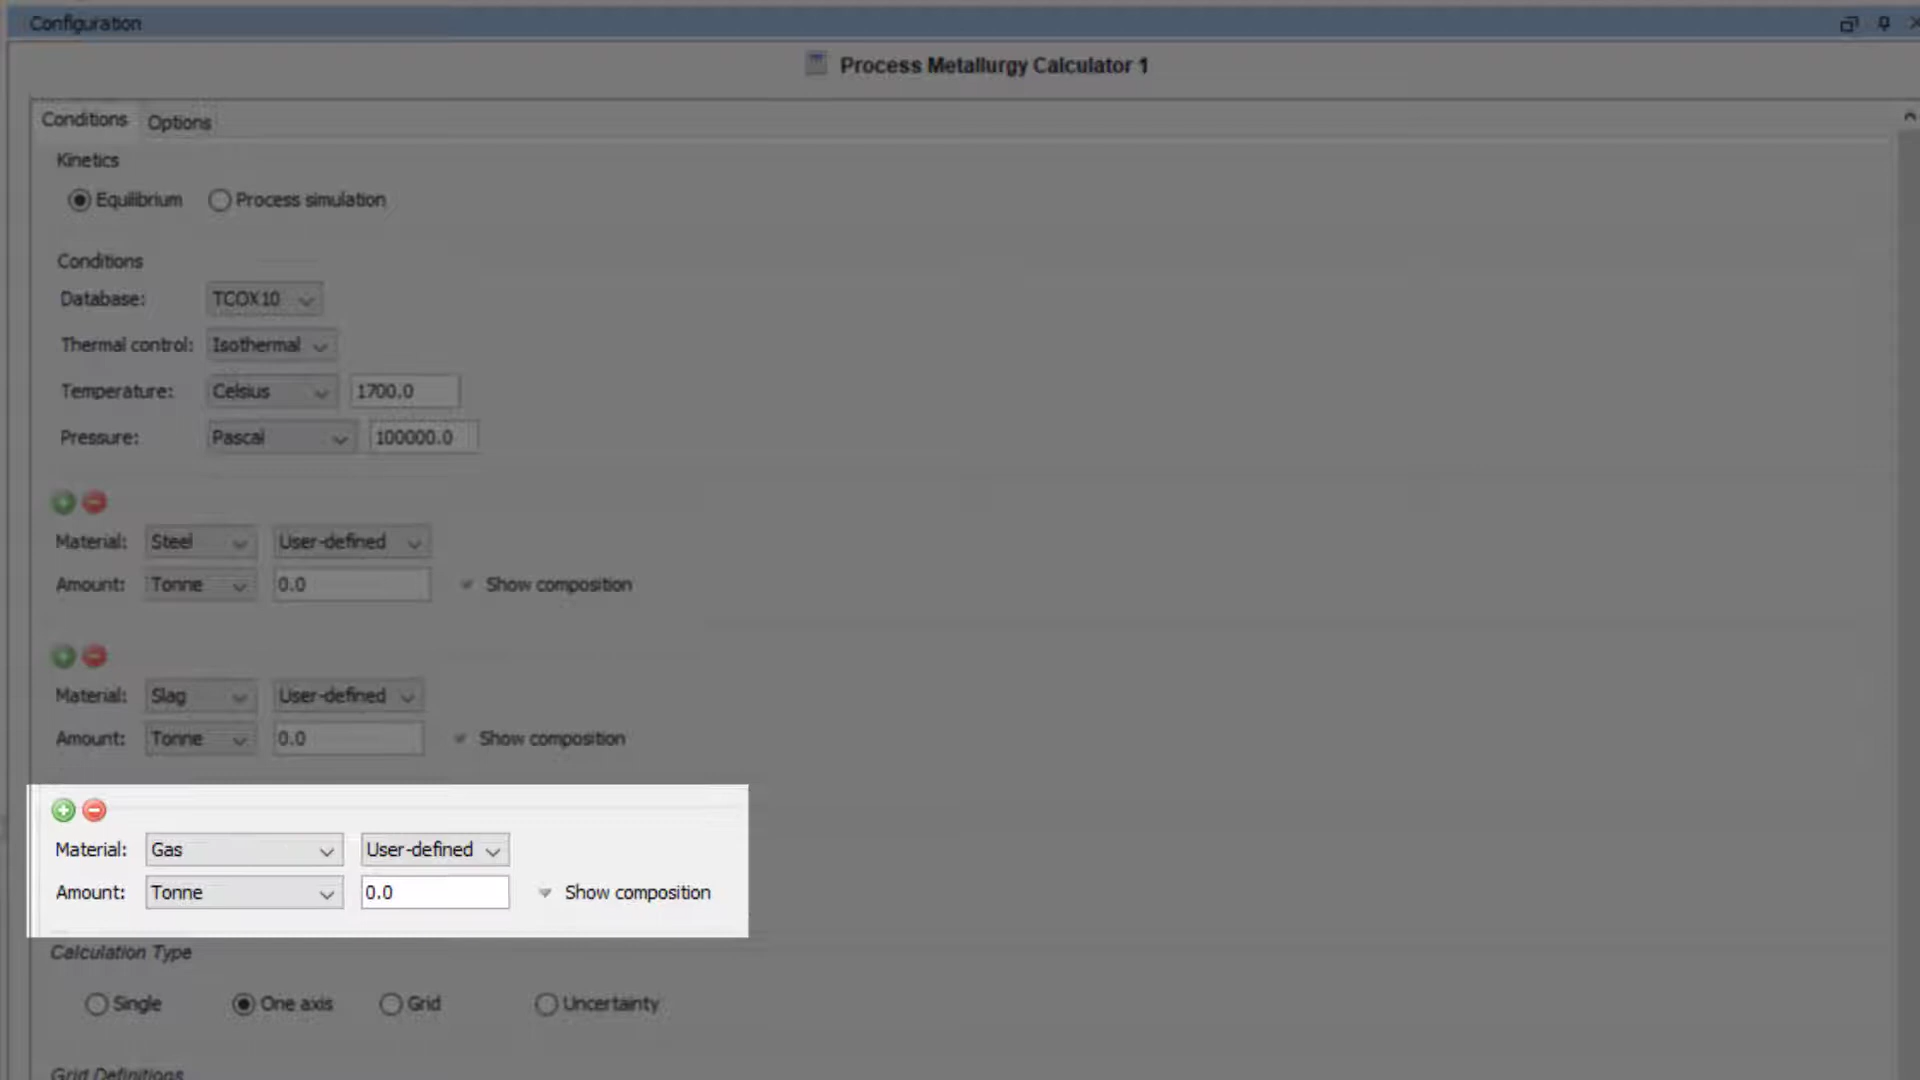 Configuration
Process Metallurgy Calculator 1
Conditions Options
Kinetics
Equilibrium Process simulation
Conditions
Database: TCOX10
Thermal control: Isothermal
Temperature: Celsius 1700.0
Pressure: Pascal 100000.0
Material: Steel User-defined
Amount: Tonne 0.0 Show composition
Material: Slag User-defined
Amount: Tonne 0.0 Show composition
Material: Gas User-defined
Amount: Tonne 0.0 Show composition
Calculation Type
Single One axis Grid Uncertainty
Grid Definitions